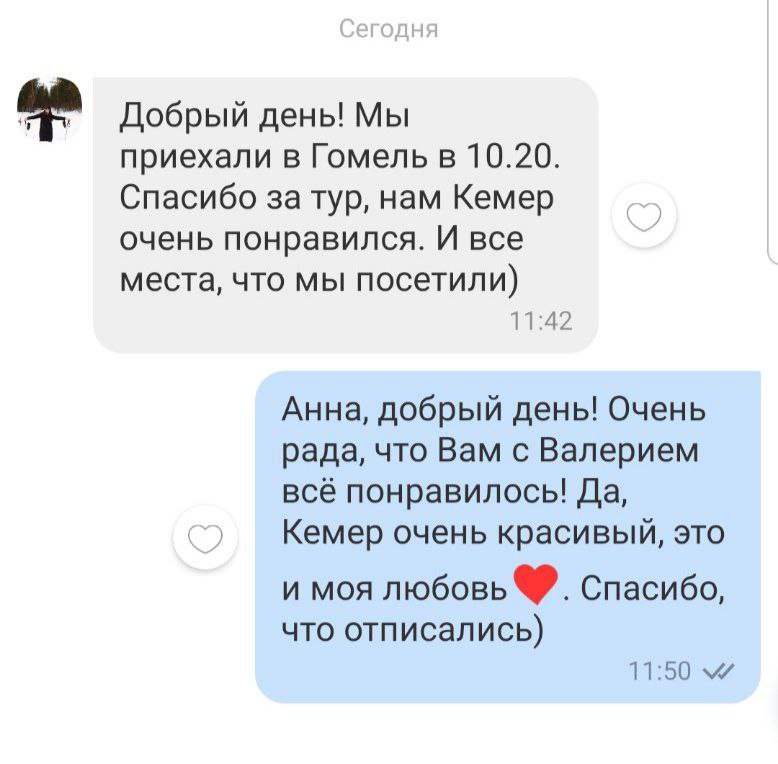 Сегодня
Добрый день! Мы
приехали в Гомель в 10.20.
Спасибо за тур, нам Кемер
очень понравился. И все
места, что мы посетили)
11:42
Анна, добрый день! Очень
рада, что Вам с Валерием
всё понравилось! Да,
Кемер очень красивый, это
и моя любовь❤. Спасибо,
что отписались)
11:50